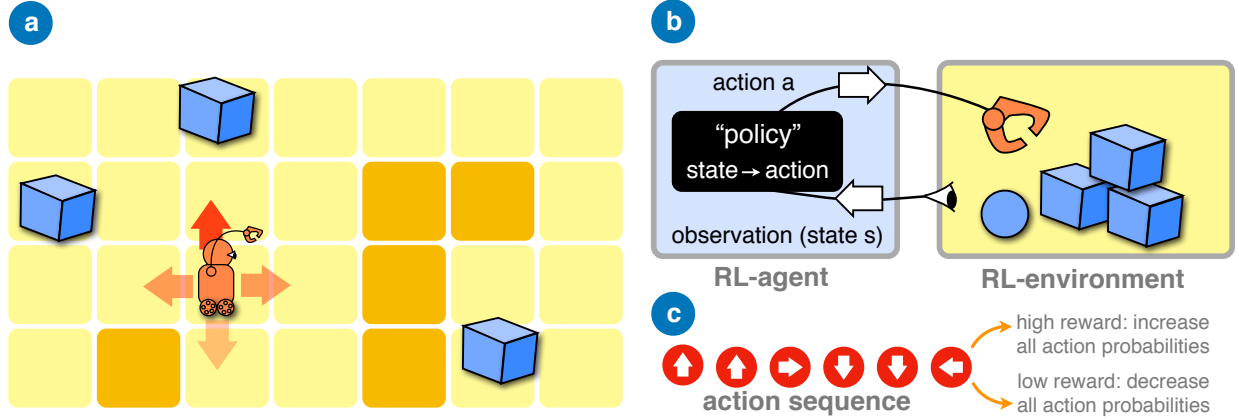 a
b
action a
“policy”
state → action
observation (state s)
RL-agent
RL-environment
c
action sequence
high reward: increase
all action probabilities
low reward: decrease
all action probabilities